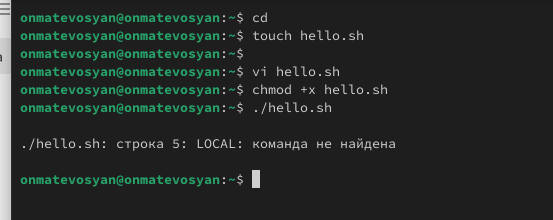 onmatevosyan@onmatevosyan:~$ cd
onmatevosyan@onmatevosyan:~$ touch hello.sh
onmatevosyan@onmatevosyan:~$
onmatevosyan@onmatevosyan:~$ vi hello.sh
onmatevosyan@onmatevosyan:~$ chmod +x hello.sh
onmatevosyan@onmatevosyan:~$ ./hello.sh
./hello.sh: строка 5: LOCAL: команда не найдена
onmatevosyan@onmatevosyan:~$